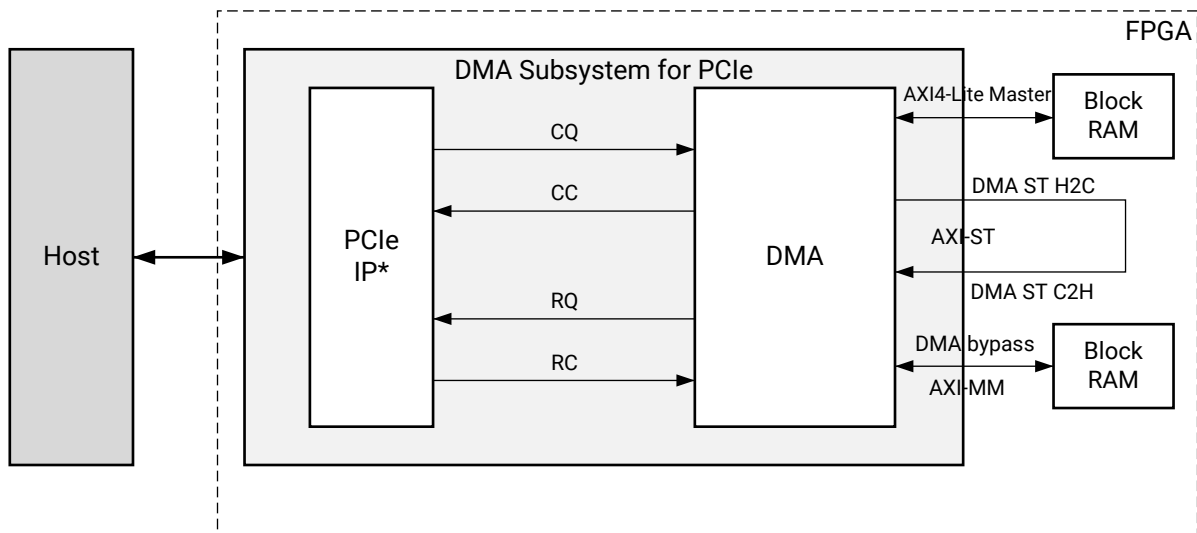 FPGA
DMA Subsystem for PCIe
AXI4-Lite Master
Block
RAM
CQ
CC
DMA ST H2C
Host
PCIe
IP*
DMA
AXI-ST
DMA ST C2H
RQ
DMA bypass
Block
RAM
RC
AXI-MM